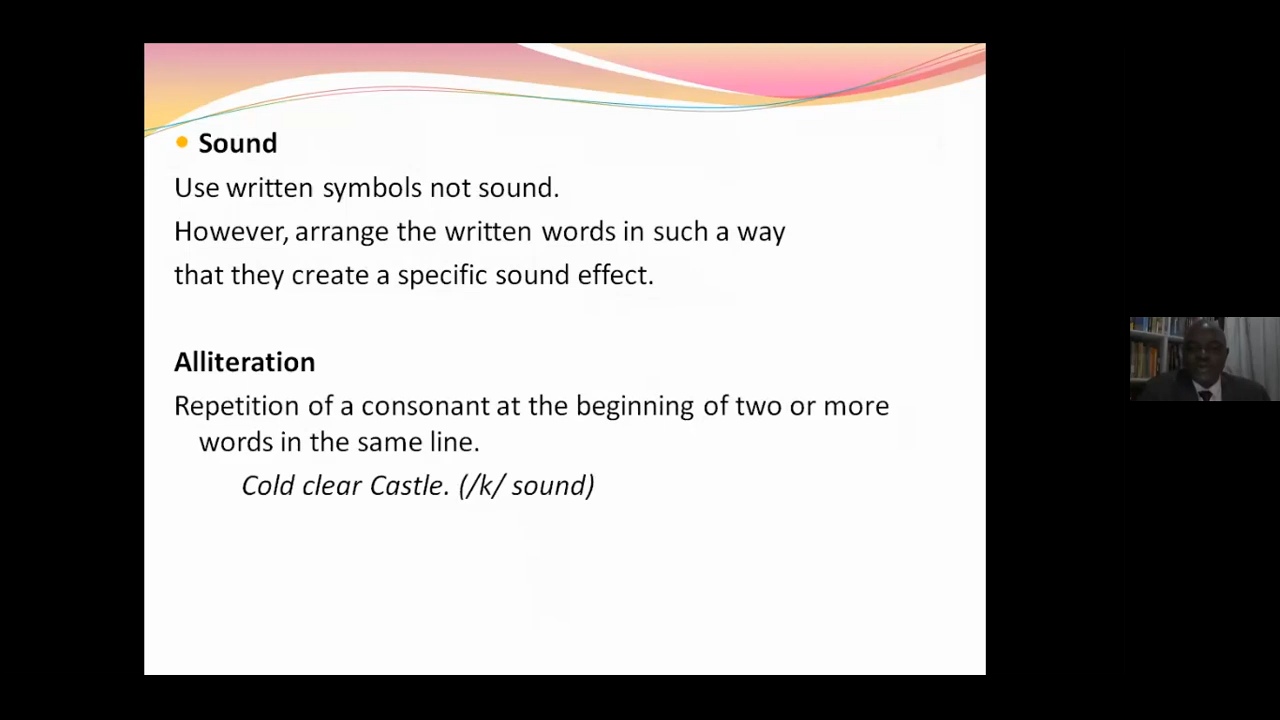 Sound
Use written symbols not sound.
However, arrange the written words in such a way
that they create a specific sound effect.
Alliteration
Repetition of a consonant at the beginning of two or more
words in the same line.
Cold clear Castle. (/k/ sound)